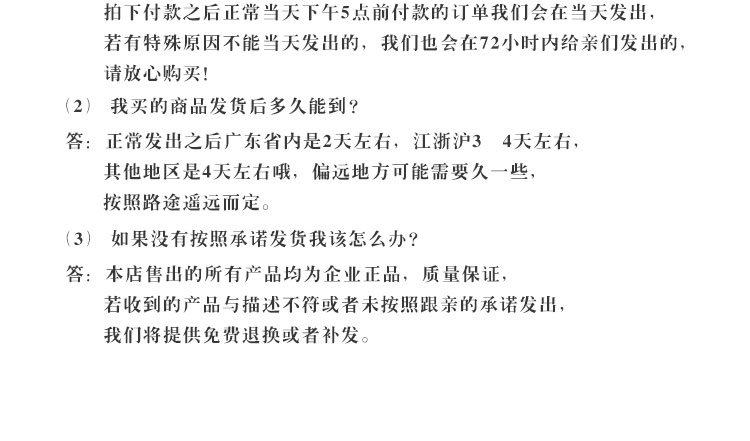 拍下付款之后正常当天下午5点前付款的订单我们会在当天发出，
若有特殊原因不能当天发出的，我们也会在72小时内给亲们发出的，
请放心购买！
（2） 我买的商品发货后多久能到？
答：正常发出之后广东省内是2天左右，江浙沪3　4天左右，
其他地区是4天左右哦，偏远地方可能需要久一些，
按照路途遥远而定。
（3） 如果没有按照承诺发货我该怎么办？
答：本店售出的所有产品均为企业正品，质量保证，
若收到的产品与描述不符或者未按照跟亲的承诺发出，
我们将提供免费退换或者补发。